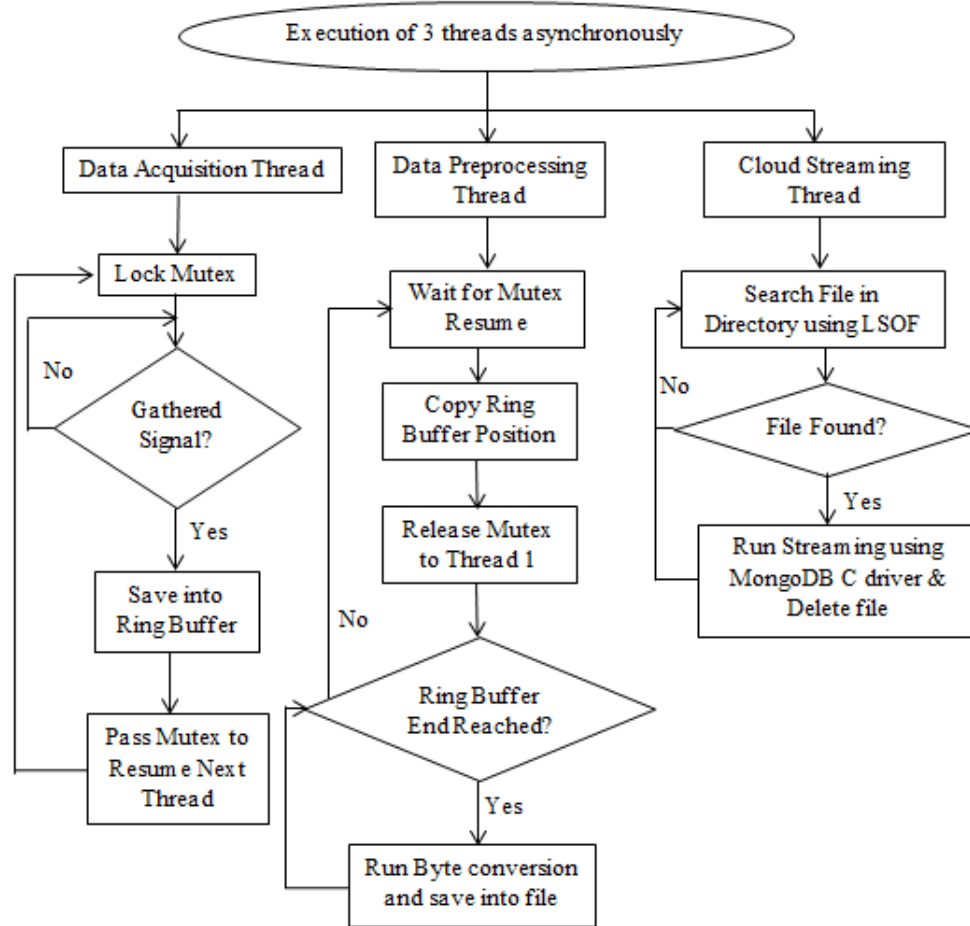 Execution of 3 threads asynchronously
Data Acquisition Thread
Lock Mutex
No
Gathered
Signal?
Yes
Save into
Ring Buffer
Pass Mutex to
Resume Next
Thread
Data Preprocessing
Thread
Wait for Mutex
Resume
Copy Ring
Buffer Position
Release Mutex
to Thread 1
No
Ring Buffer
End Reached?
Yes
Run Byte conversion
and save into file
Cloud Streaming
Thread
Search File in
Directory using LSOF
No
File Found?
Yes
Run Streaming using
MongoDB C driver &
Delete file